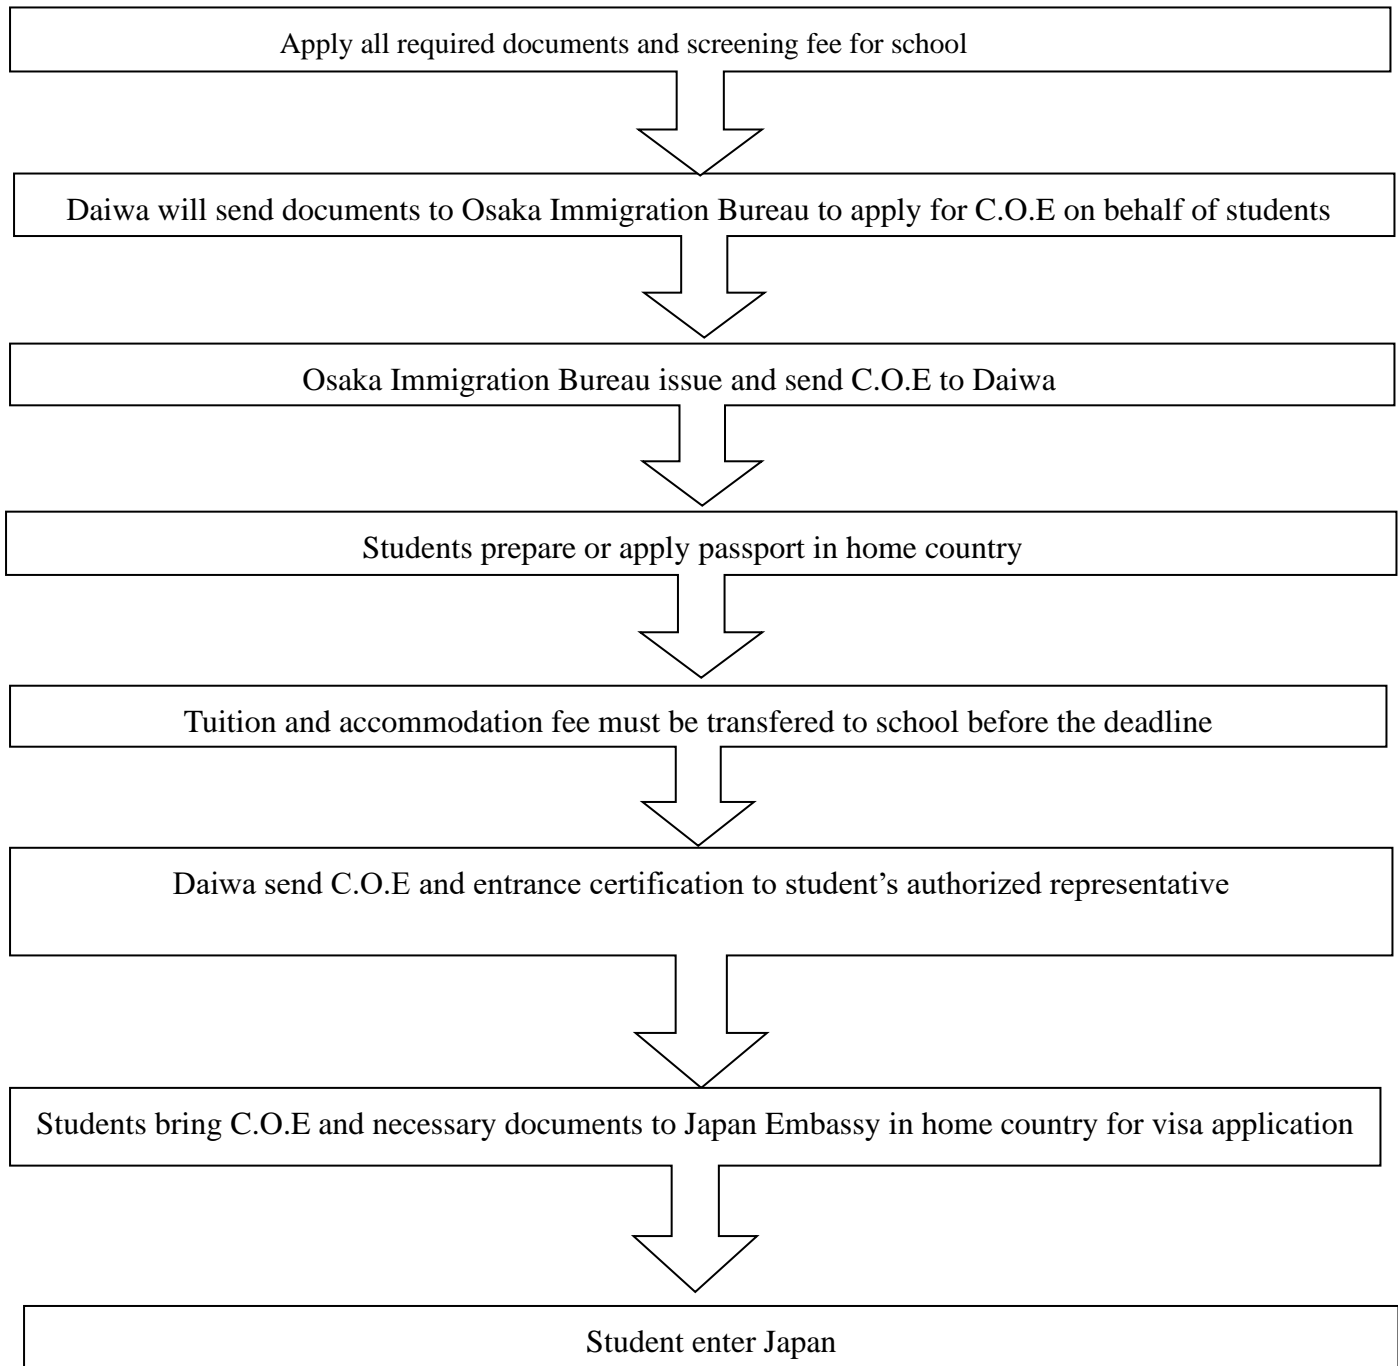 Apply all required documents and screening fee for school
Daiwa will send documents to Osaka Immigration Bureau to apply for C.O.E on behalf of students
Osaka Immigration Bureau issue and send C.O.E to Daiwa
Students prepare or apply passport in home country
Tuition and accommodation fee must be transfered to school before the deadline
Daiwa send C.O.E and entrance certification to student’s authorized representative
Students bring C.O.E and necessary documents to Japan Embassy in home country for visa application
Student enter Japan